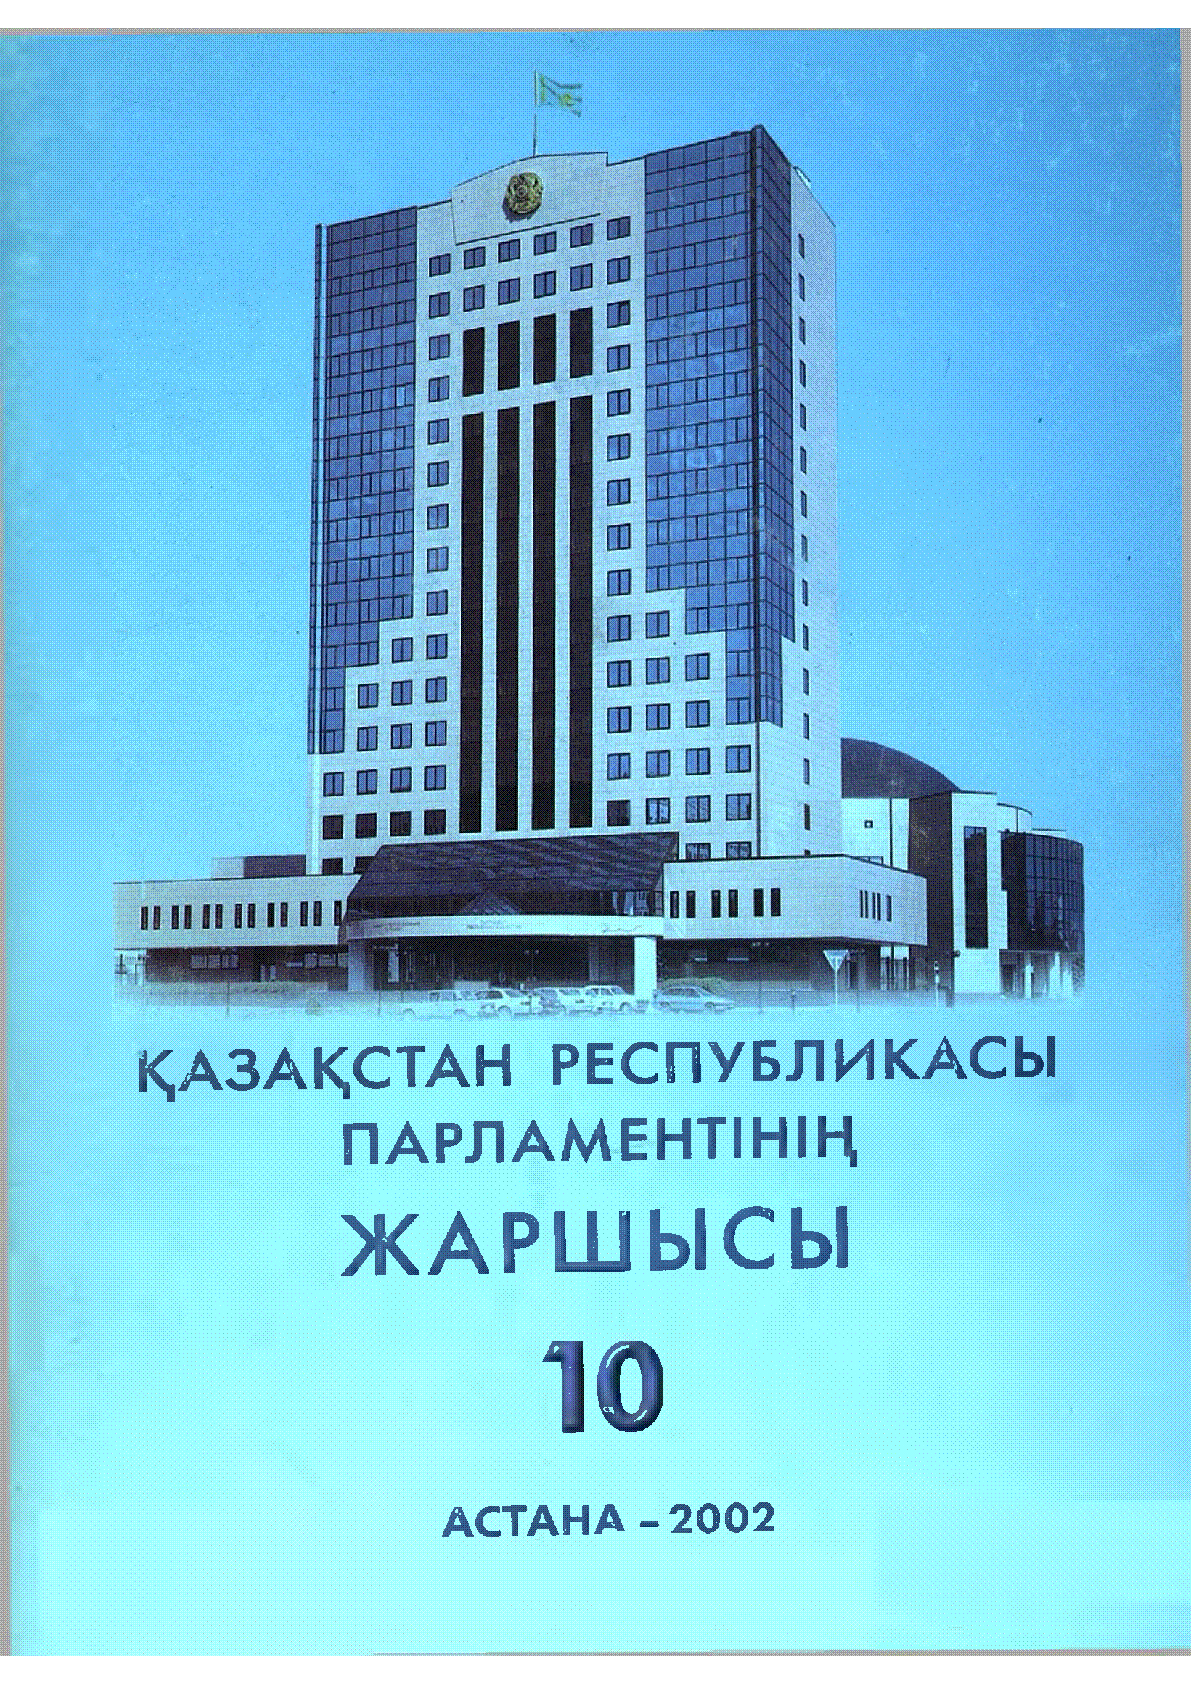 ҚАЗАҚСТАН РЕСПУБЛИКАСЫ
ПАРЛАМЕНТІНІҢ
ЖАРШЫСЫ
10
АСТАНА – 2002